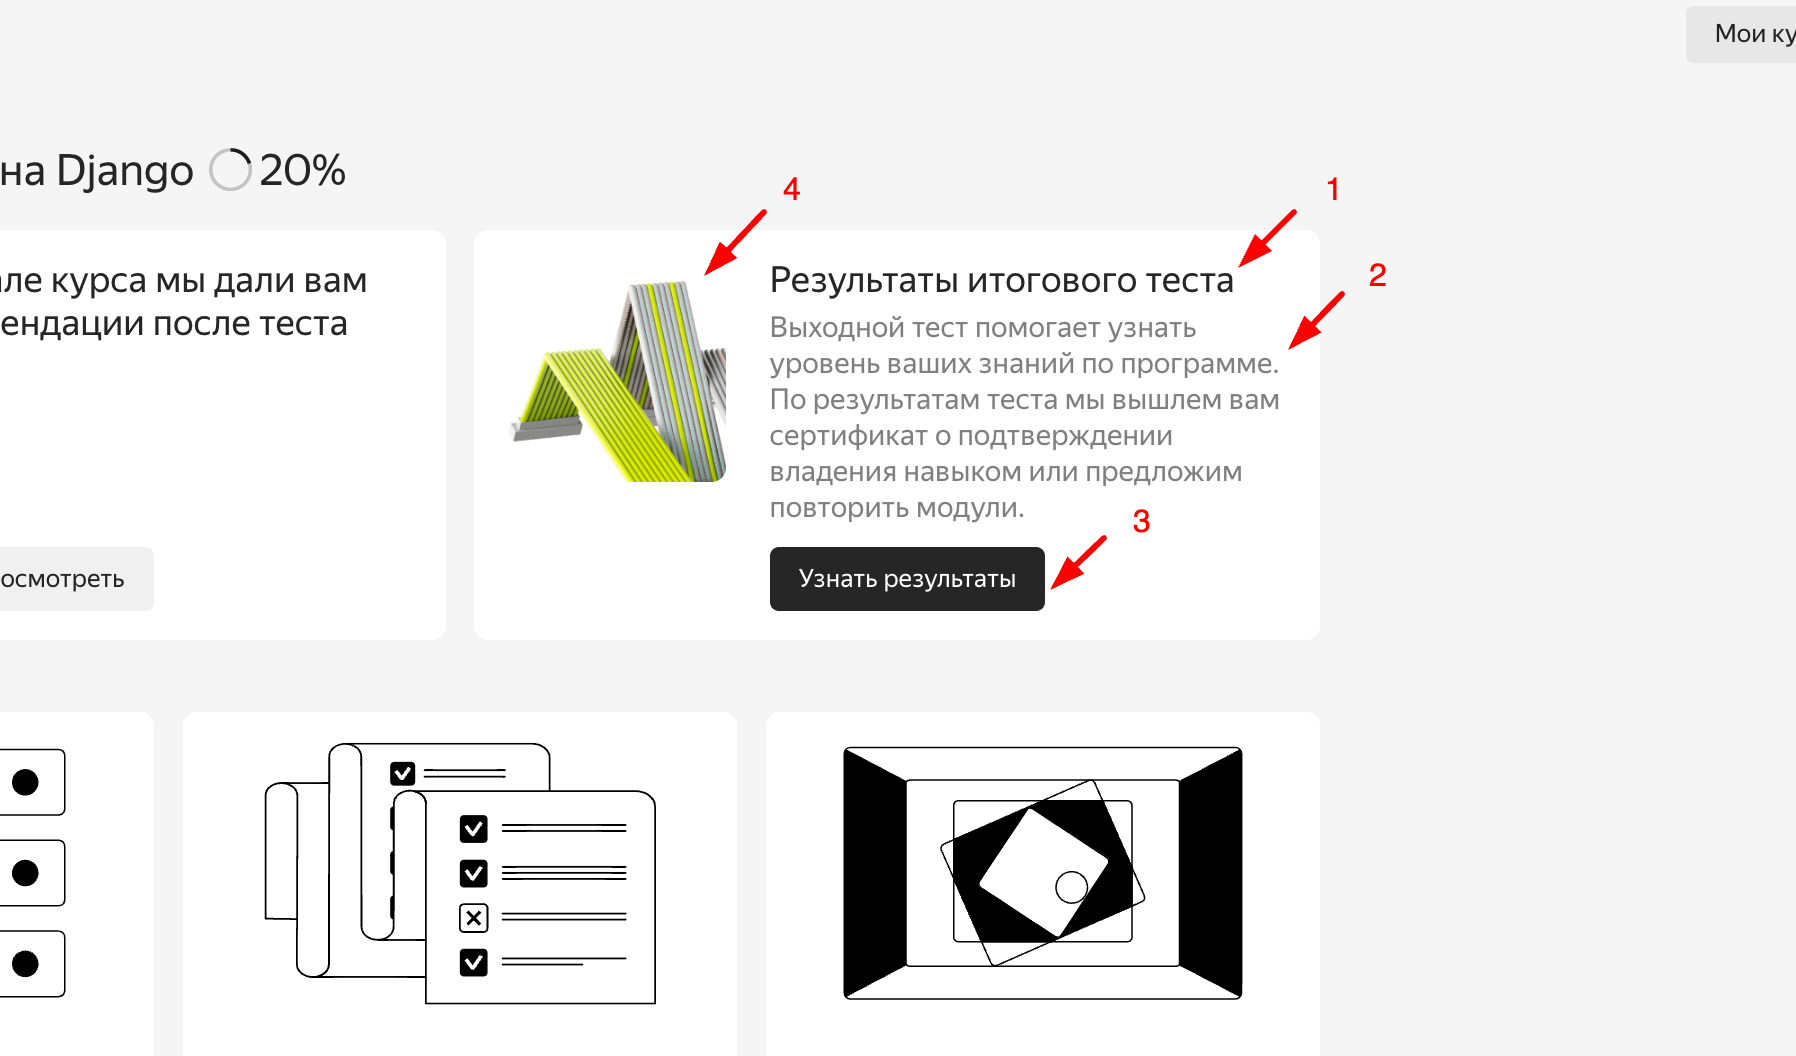 Мои ку
на Django 20%
4
1
2
але курса мы дали вам
ендации после теста
осмотреть
Результаты итогового теста
Выходной тест помогает узнать
уровень ваших знаний по программе.
По результатам теста мы вышлем вам
сертификат о подтверждении
владения навыком или предложим
повторить модули.
3
Узнать результаты